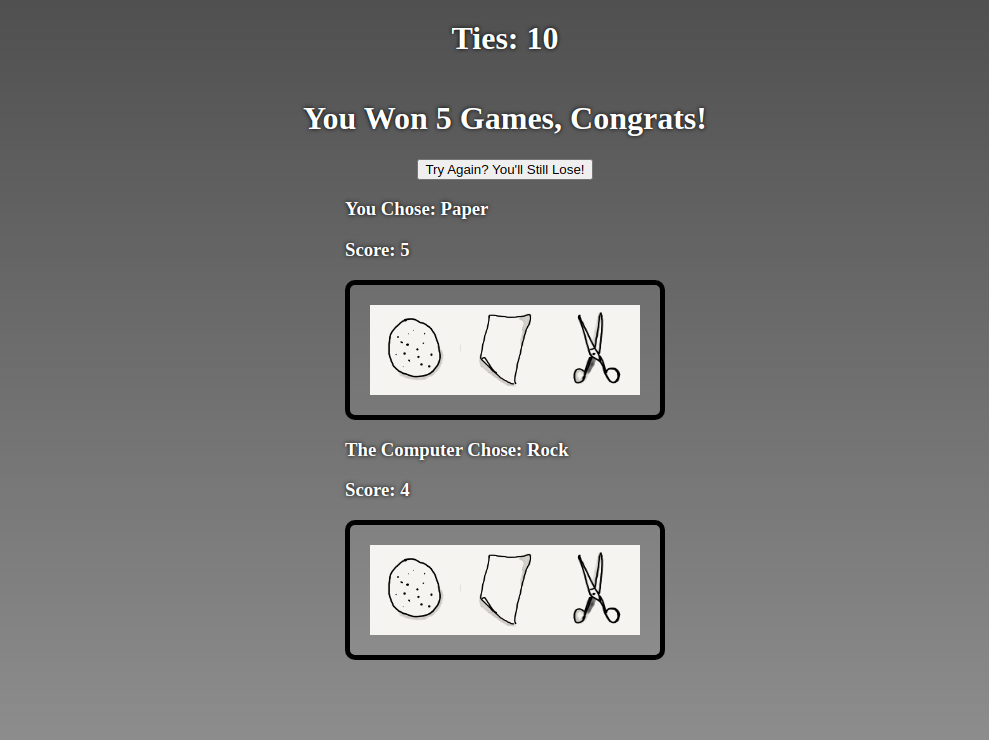 Ties: 10
You Won 5 Games, Congrats!
Try Again? You'll Still Lose!
You Chose: Paper
Score: 5
The Computer Chose: Rock
Score: 4